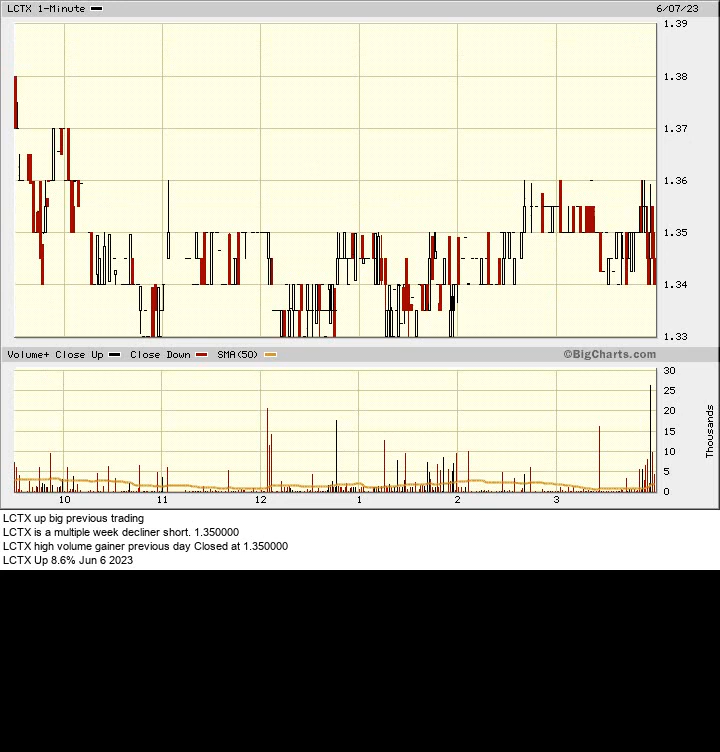 LCTX 1-Minute 6/07/23
1.39
1.38
1.37
1.36
1.35
1.34
1.33
Volume+ Close Up Close Down SMA(50) ©BigCharts.com
30
25
20
15
10
5
0
Thousands
10 11 12 1 2 3
LCTX up big previous trading
LCTX is a multiple week decliner short. 1.350000
LCTX high volume gainer previous day Closed at 1.350000
LCTX Up 8.6% Jun 6 2023